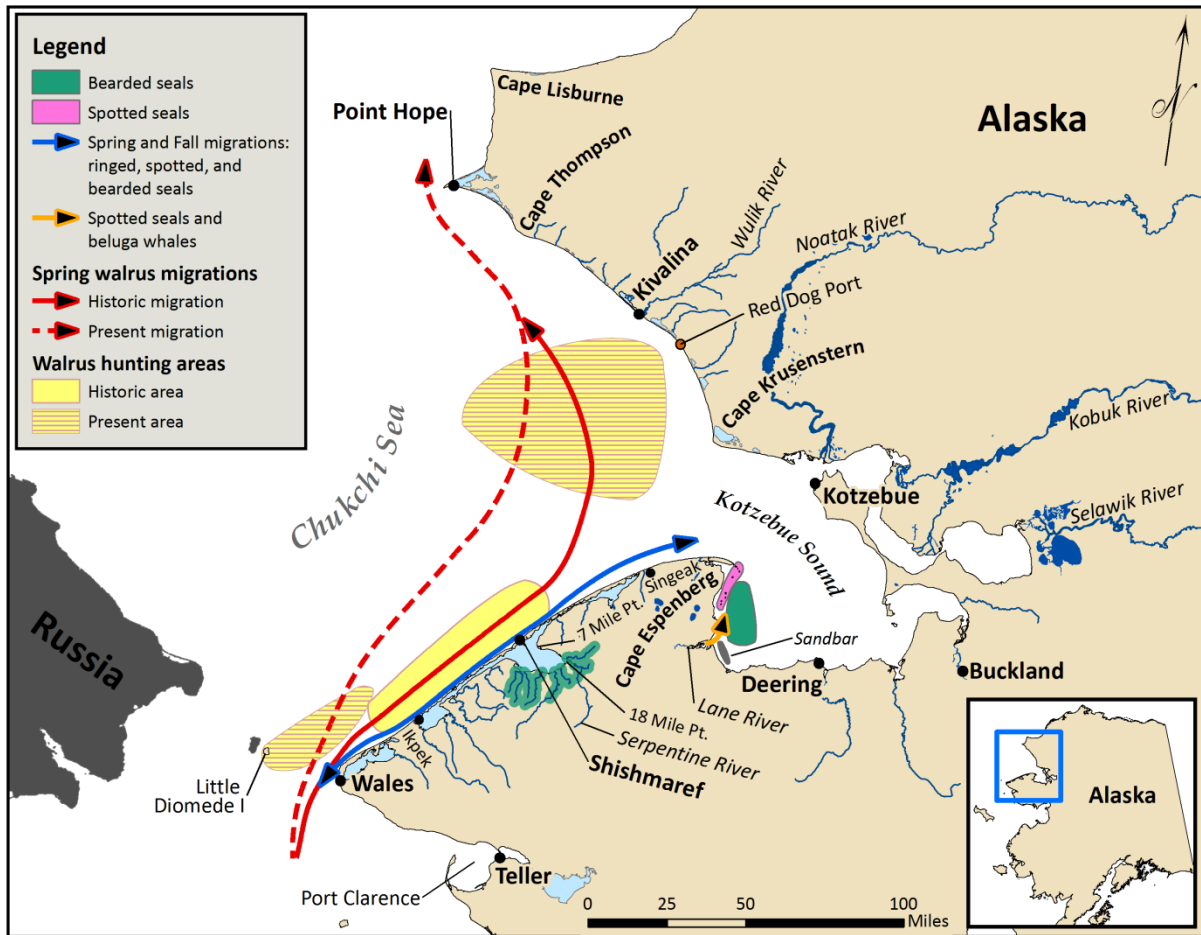 Legend
Bearded seals
Spotted seals
Spring and Fall migrations:
ringed, spotted, and
bearded seals
Spotted seals and
beluga whales
Spring walrus migrations
Historic migration
Present migration
Walrus hunting areas
Historic area
Present area
Cape Lisburne
Point Hope
Alaska
N
Cape Thompson
Wulik River
Noatak River
Kivalina
Red Dog Port
Cape Krusenstern
Kobuk River
Chukchi Sea
Kotzebue
Selawik River
Kotzebue Sound
Singeak
7 Mile Pt.
Cape Espenberg
Russia
Sandbar
Deering
Buckland
Lane River
18 Mile Pt.
Serpentine River
Ikpek
Shishmaref
Wales
Little
Diomede I
Alaska
Teller
Port Clarence
0 25 50 100
Miles